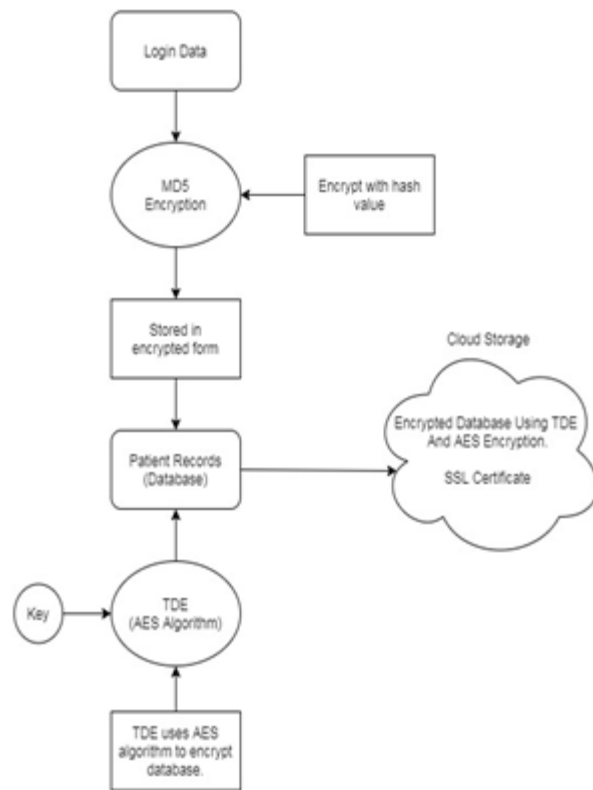 Login Data
MD5
Encryption
Encrypt with hash
value
Stored in
encrypted form
Cloud Storage
Encrypted Database Using TDE
And AES Encryption.
SSL Certificate
Patient Records
(Database)
Key
TDE
(AES Algorithm)
TDE uses AES
algorithm to encrypt
database.